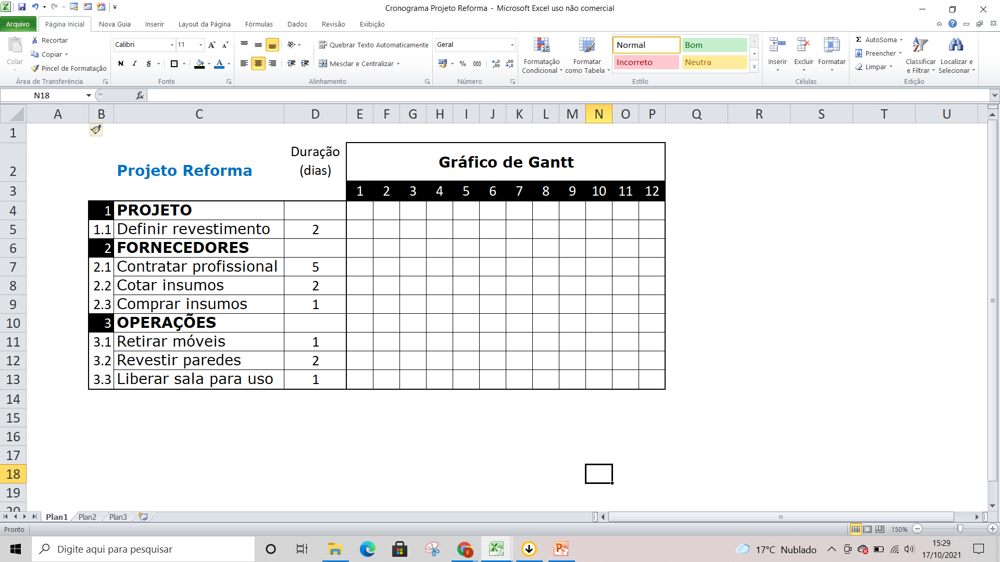 Cronograma Projeto Reforma - Microsoft Excel uso não comercial
Arquivo Página Inicial Nova Guia Inserir Layout da Página Fórmulas Dados Revisão Exibição
Colar
Recortar
Copiar
Pincel de Formatação
Área de Transferência
Calibri 11
N I S
Fonte
Quebrar Texto Automaticamente
Mesclar e Centralizar
Alinhamento
Geral
% 000
Número
Formatação Condicional
Formatar como Tabela
Normal Bom
Incorreto Neutra
Estilo
Inserir Excluir Formatar
Células
Σ AutoSoma
Preencher
Limpar
Classificar e Filtrar
Localizar e Selecionar
Edição
N18 fx
A B C D E F G H I J K L M N O P Q R S T U
1
2 Projeto Reforma Duração (dias) Gráfico de Gantt
3 1 2 3 4 5 6 7 8 9 10 11 12
4 1 PROJETO
5 1.1 Definir revestimento 2
6 2 FORNECEDORES
7 2.1 Contratar profissional 5
8 2.2 Cotar insumos 2
9 2.3 Comprar insumos 1
10 3 OPERAÇÕES
11 3.1 Retirar móveis 1
12 3.2 Revestir paredes 2
13 3.3 Liberar sala para uso 1
14
15
16
17
18
19
20
Plan1 Plan2 Plan3
Pronto 150%
Digite aqui para pesquisar
17°C Nublado
15:29
17/10/2021